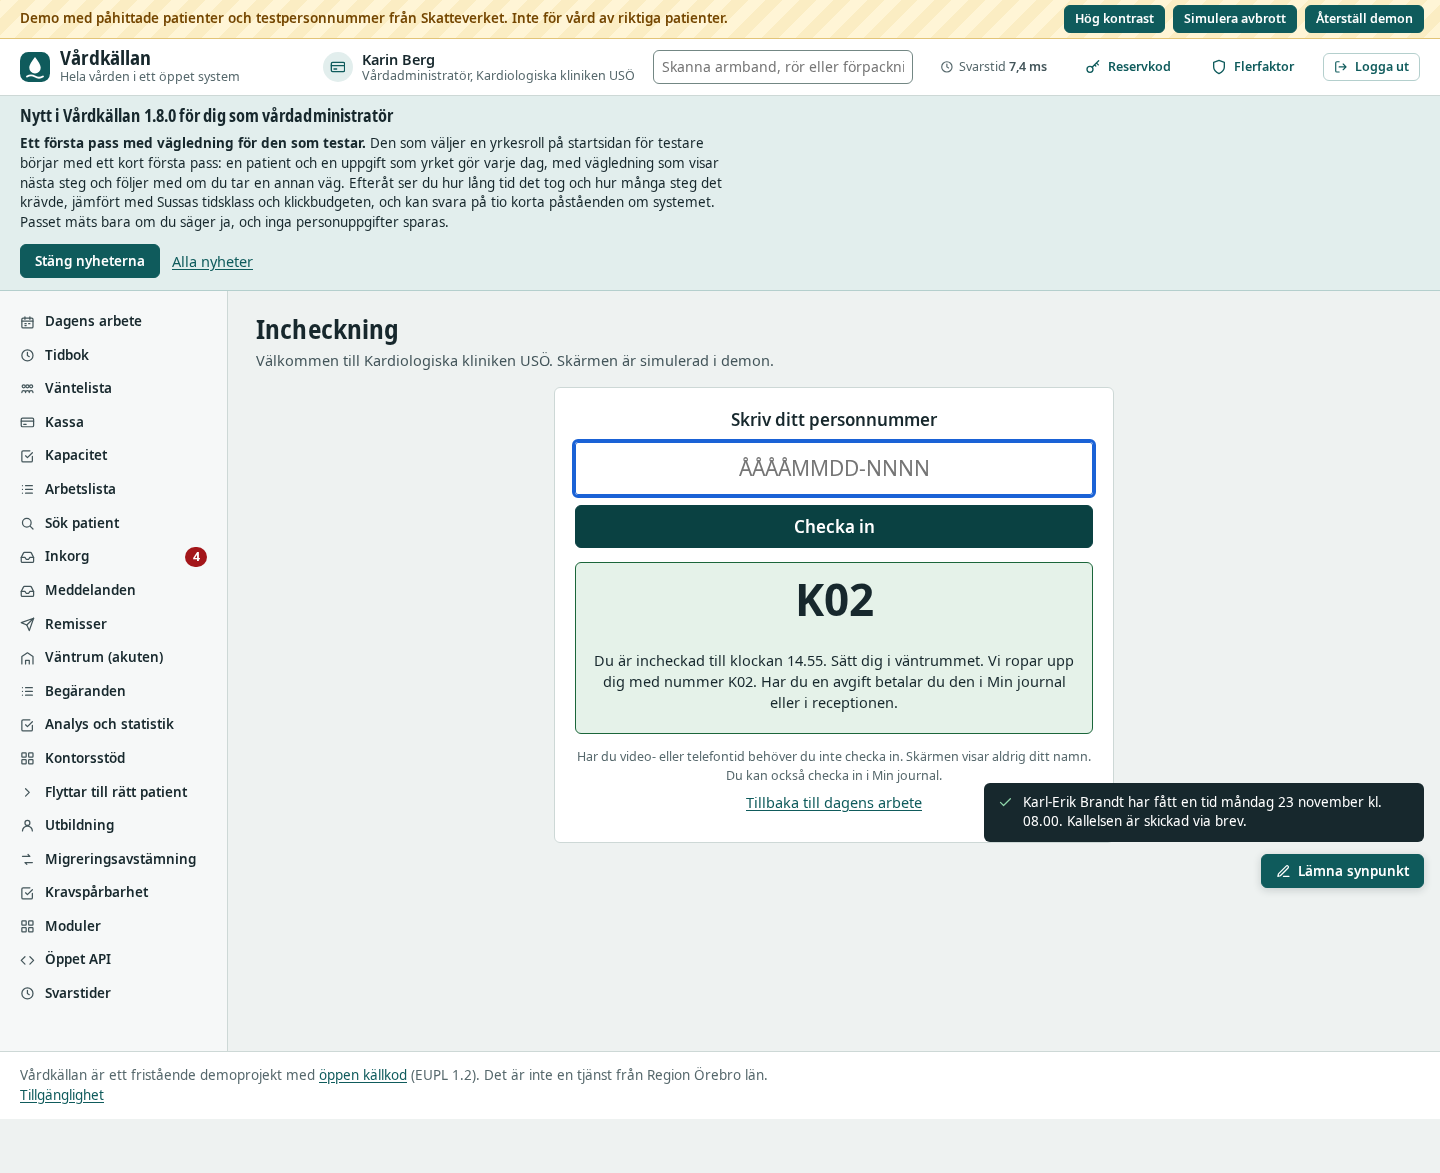 Demo med påhittade patienter och testpersonnummer från Skatteverket. Inte för vård av riktiga patienter.
Hög kontrast
Simulera avbrott
Återställ demon
Vårdkällan
Hela vården i ett öppet system
Karin Berg
Vårdadministratör, Kardiologiska kliniken USÖ
Skanna armband, rör eller förpackni
Svarstid 7,4 ms
Reservkod
Flerfaktor
Logga ut
Nytt i Vårdkällan 1.8.0 för dig som vårdadministratör
Ett första pass med vägledning för den som testar. Den som väljer en yrkesroll på startsidan för testare
börjar med ett kort första pass: en patient och en uppgift som yrket gör varje dag, med vägledning som visar
nästa steg och följer med om du tar en annan väg. Efteråt ser du hur lång tid det tog och hur många steg det
krävde, jämfört med Sussas tidsklass och klickbudgeten, och kan svara på tio korta påståenden om systemet.
Passet mäts bara om du säger ja, och inga personuppgifter sparas.
Stäng nyheterna
Alla nyheter
Dagens arbete
Tidbok
Väntelista
Kassa
Kapacitet
Arbetslista
Sök patient
Inkorg
4
Meddelanden
Remisser
Väntrum (akuten)
Begäranden
Analys och statistik
Kontorsstöd
Flyttar till rätt patient
Utbildning
Migreringsavstämning
Kravspårbarhet
Moduler
Öppet API
Svarstider
Incheckning
Välkommen till Kardiologiska kliniken USÖ. Skärmen är simulerad i demon.
Skriv ditt personnummer
ÅÅÅÅMMDD-NNNN
Checka in
K02
Du är incheckad till klockan 14.55. Sätt dig i väntrummet. Vi ropar upp
dig med nummer K02. Har du en avgift betalar du den i Min journal
eller i receptionen.
Har du video- eller telefontid behöver du inte checka in. Skärmen visar aldrig ditt namn.
Du kan också checka in i Min journal.
Tillbaka till dagens arbete
Karl-Erik Brandt har fått en tid måndag 23 november kl.
08.00. Kallelsen är skickad via brev.
Lämna synpunkt
Vårdkällan är ett fristående demoprojekt med öppen källkod (EUPL 1.2). Det är inte en tjänst från Region Örebro län.
Tillgänglighet